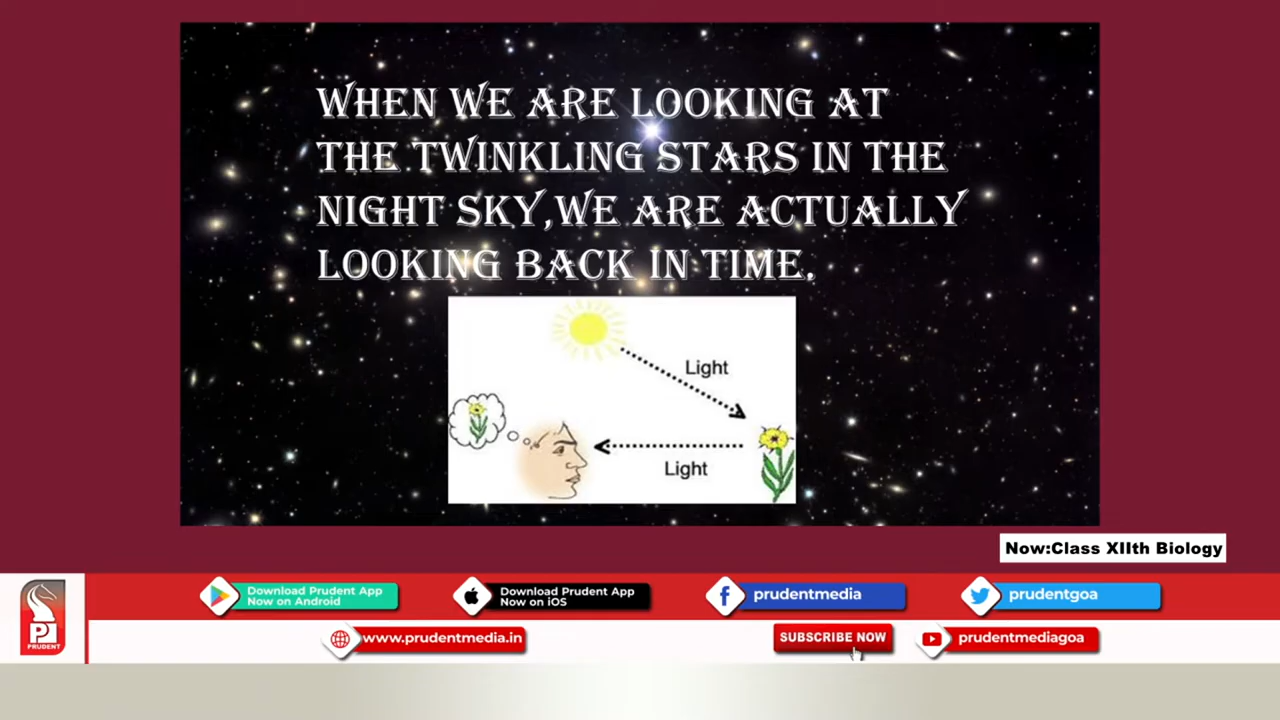 WHEN WE ARE LOOKING AT
THE TWINKLING STARS IN THE
NIGHT SKY,WE ARE ACTUALLY
LOOKING BACK IN TIME.
Light
Light
Now:Class XIIth Biology
Download Prudent App
Now on Android
Download Prudent App
Now on iOS
prudentmedia
prudentgoa
PRUDENT
www.prudentmedia.in
SUBSCRIBE NOW
prudentmediagoa